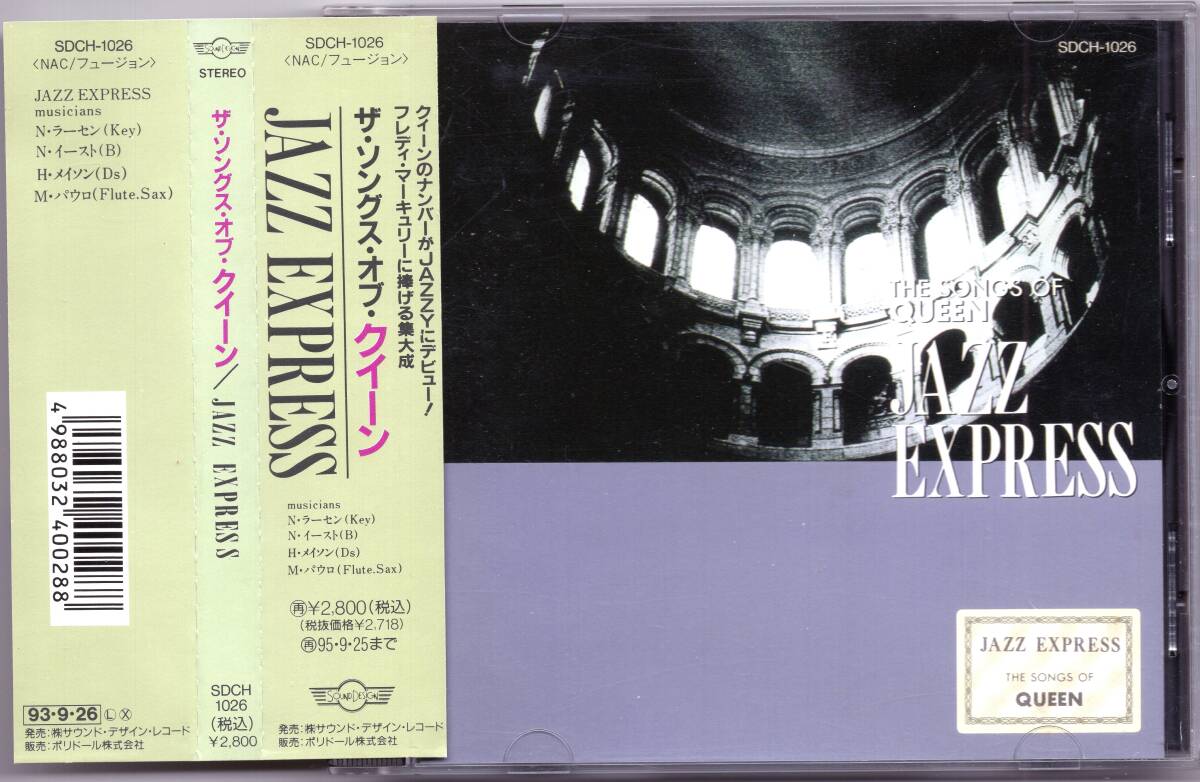 SDCH-1026
〈NAC/フュージョン〉
JAZZ EXPRESS
musicians
N・ラーセン(Key)
N・イースト(B)
H・メイソン(Ds)
M・パウロ(Flute.Sax)
4 988032 400288
93・9・26 Ⓛ Ⓧ
発売:㈱サウンド・デザイン・レコード
販売:ポリドール株式会社
SOUND DESIGN
STEREO
ザ・ソングス・オブ・クイーン/JAZZ EXPRESS
SDCH
1026
(税込)
¥2,800
SDCH-1026
〈NAC/フュージョン〉
クイーンのナンバーがJAZZYにデビュー!
フレディ・マーキュリーに捧げる集大成
ザ・ソングス・オブ・クイーン
JAZZ EXPRESS
musicians
N・ラーセン(Key)
N・イースト(B)
H・メイソン(Ds)
M・パウロ(Flute.Sax)
㊢¥2,800(税込)
(税抜価格¥2,718)
再95・9・25まで
SOUND DESIGN
発売:㈱サウンド・デザイン・レコード
販売:ポリドール株式会社
SDCH-1026
THE SONGS OF
QUEEN
JAZZ
EXPRESS
JAZZ EXPRESS
THE SONGS OF
QUEEN